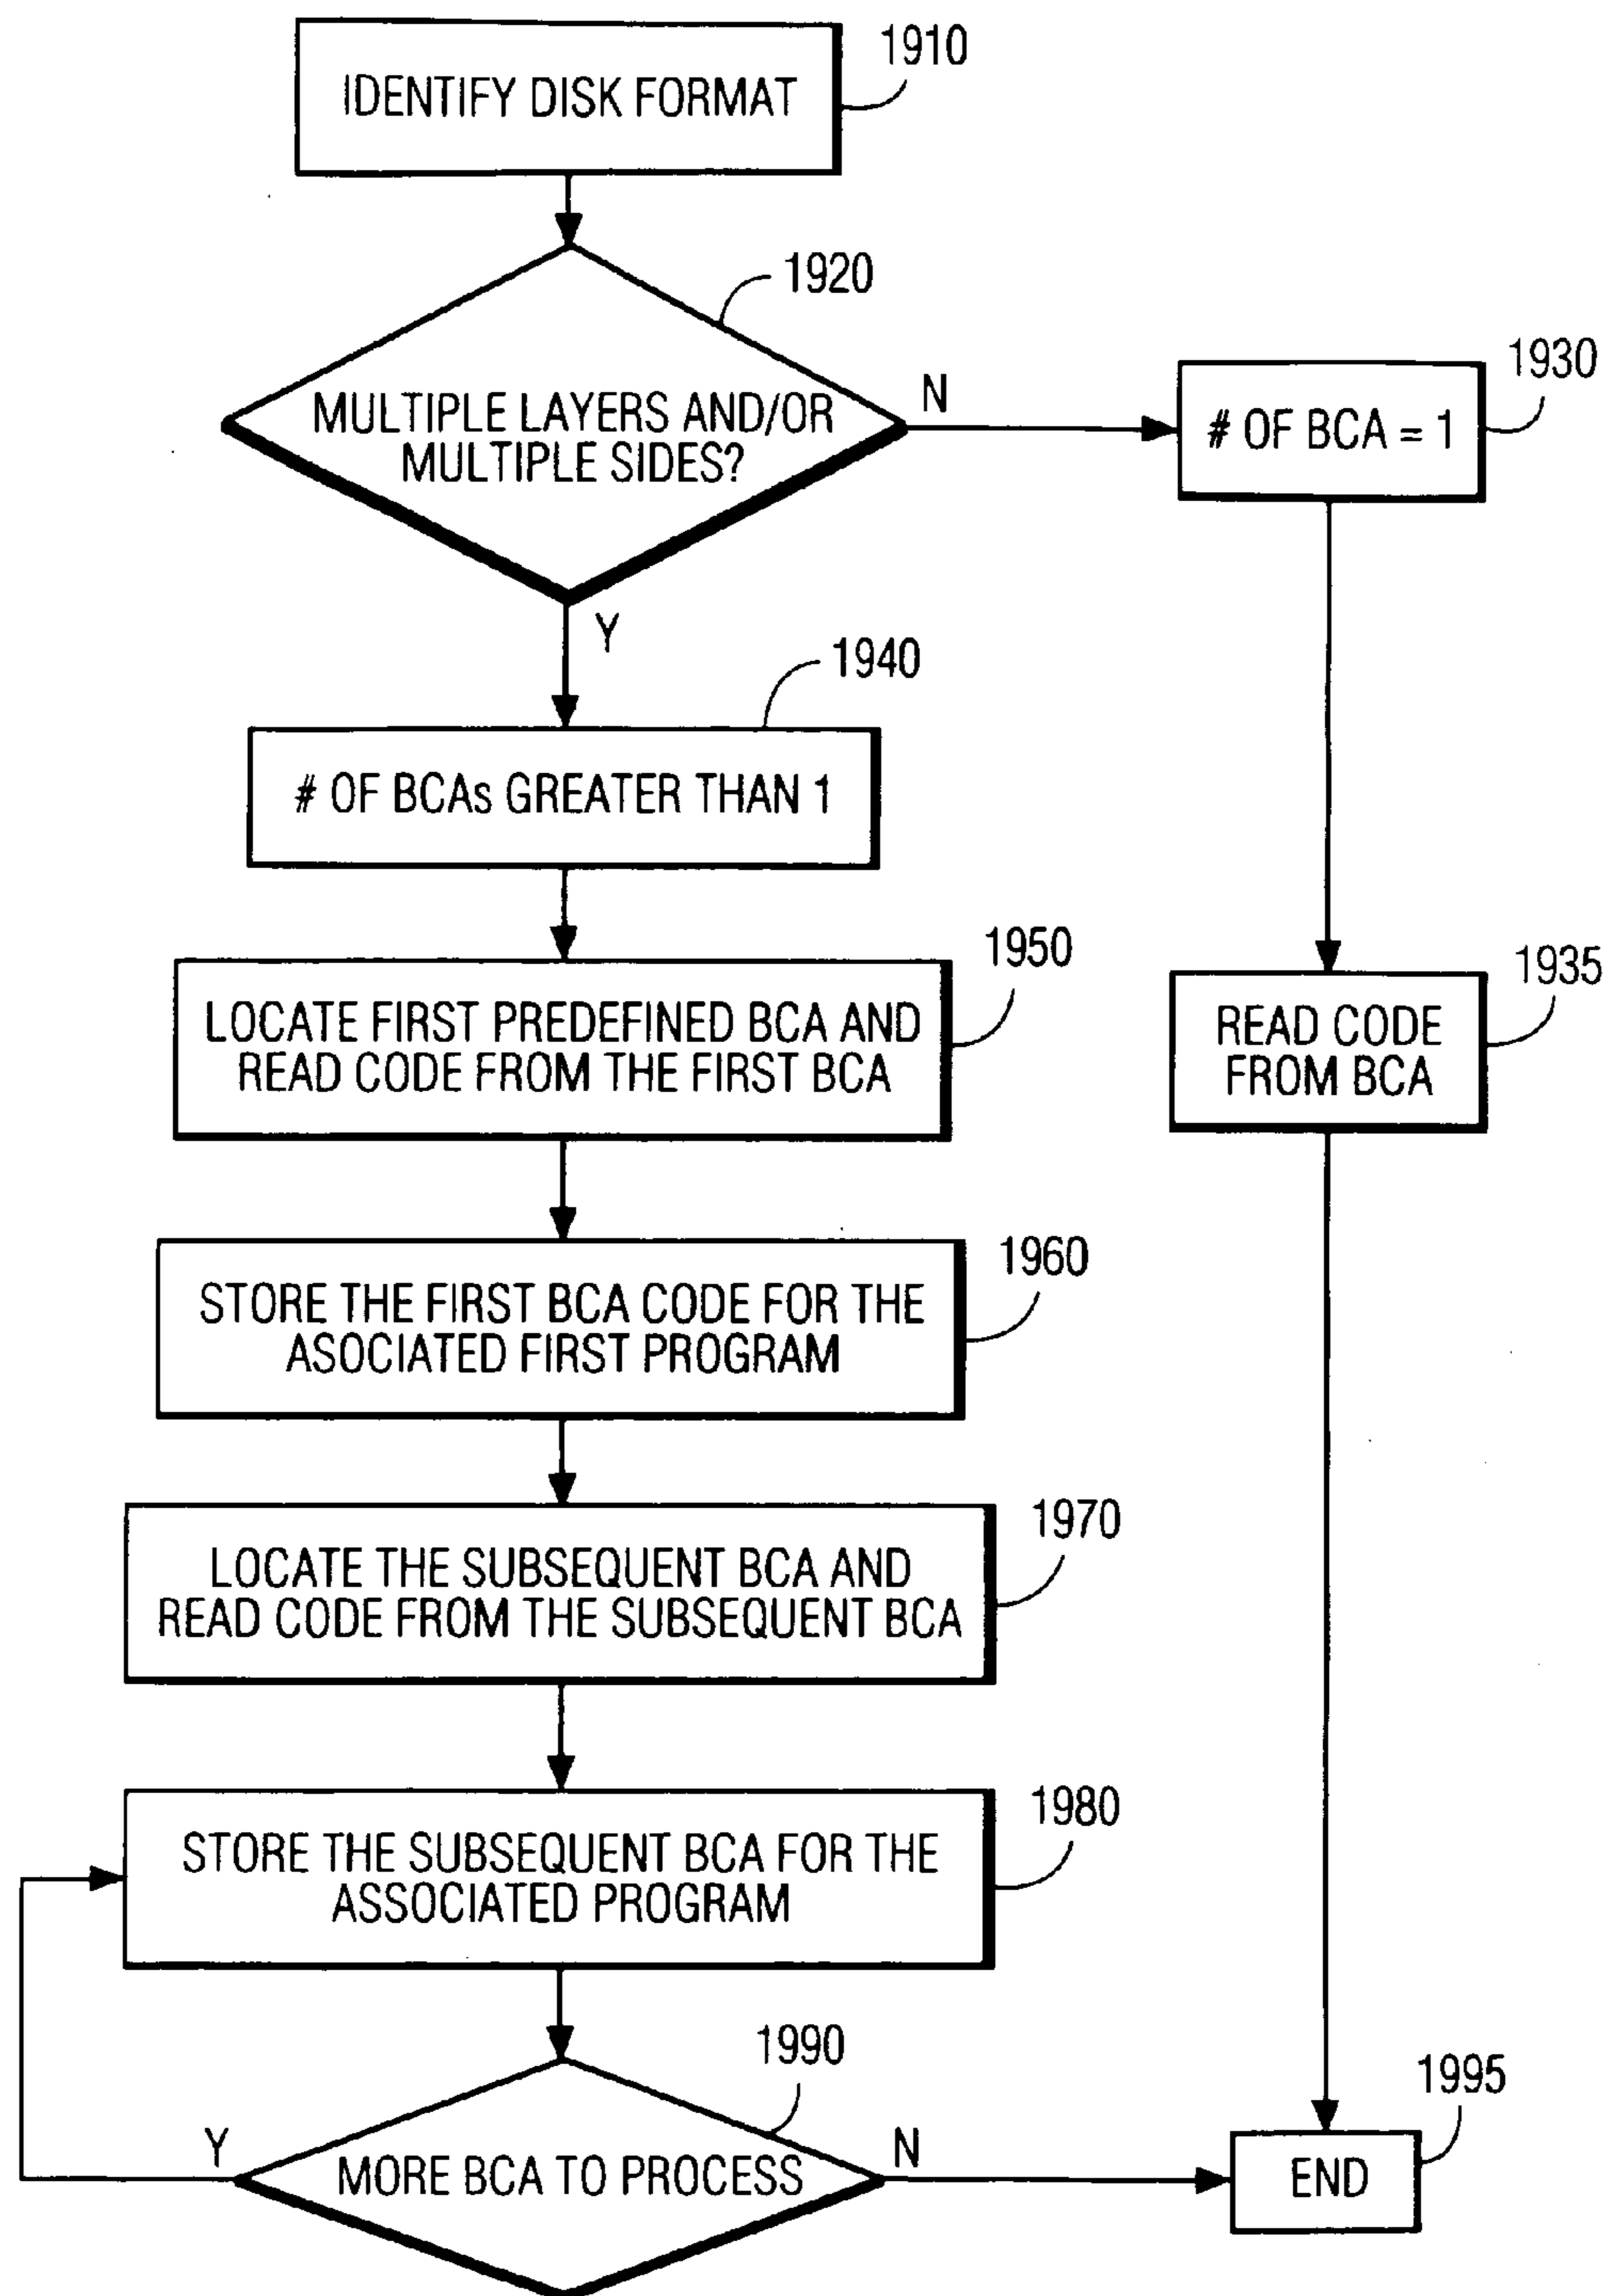 1910
IDENTIFY DISK FORMAT
1920
MULTIPLE LAYERS AND/OR
MULTIPLE SIDES?
N
1930
# OF BCA = 1
Y
1940
# OF BCAs GREATER THAN 1
1950
LOCATE FIRST PREDEFINED BCA AND
READ CODE FROM THE FIRST BCA
1935
READ CODE
FROM BCA
1960
STORE THE FIRST BCA CODE FOR THE
ASOCIATED FIRST PROGRAM
1970
LOCATE THE SUBSEQUENT BCA AND
READ CODE FROM THE SUBSEQUENT BCA
1980
STORE THE SUBSEQUENT BCA FOR THE
ASSOCIATED PROGRAM
1990
Y
MORE BCA TO PROCESS
N
1995
END